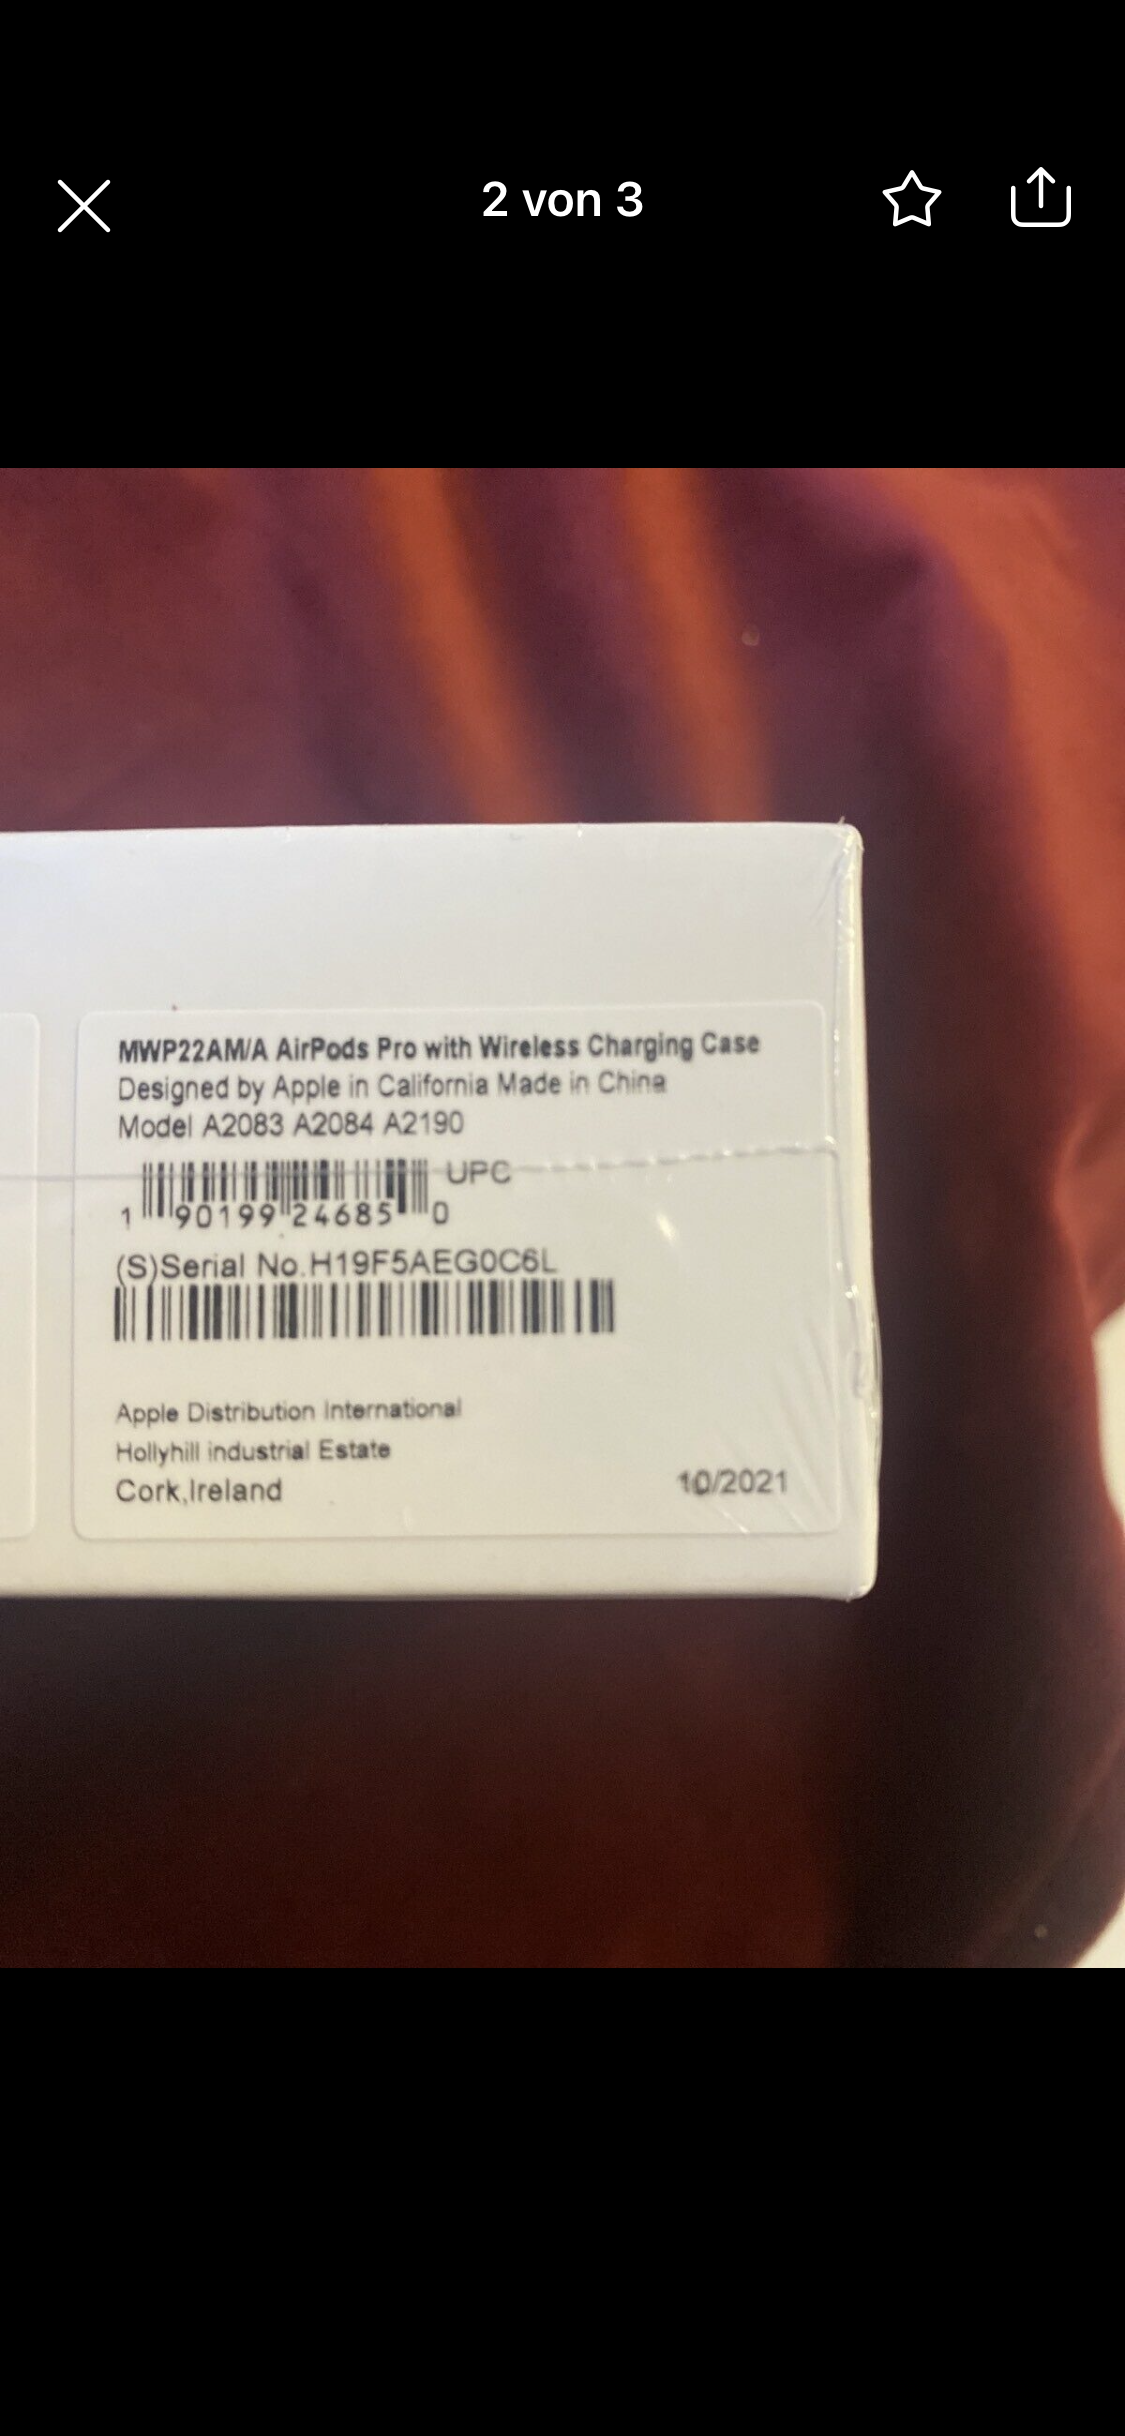 2 von 3
MWP22AM/A AirPods Pro with Wireless Charging Case
Designed by Apple in California Made in China
Model A2083 A2084 A2190
UPC
1 90199 24685 0
(S)Serial No.H19F5AEG0C6L
Apple Distribution International
Hollyhill industrial Estate
Cork,Ireland
10/2021